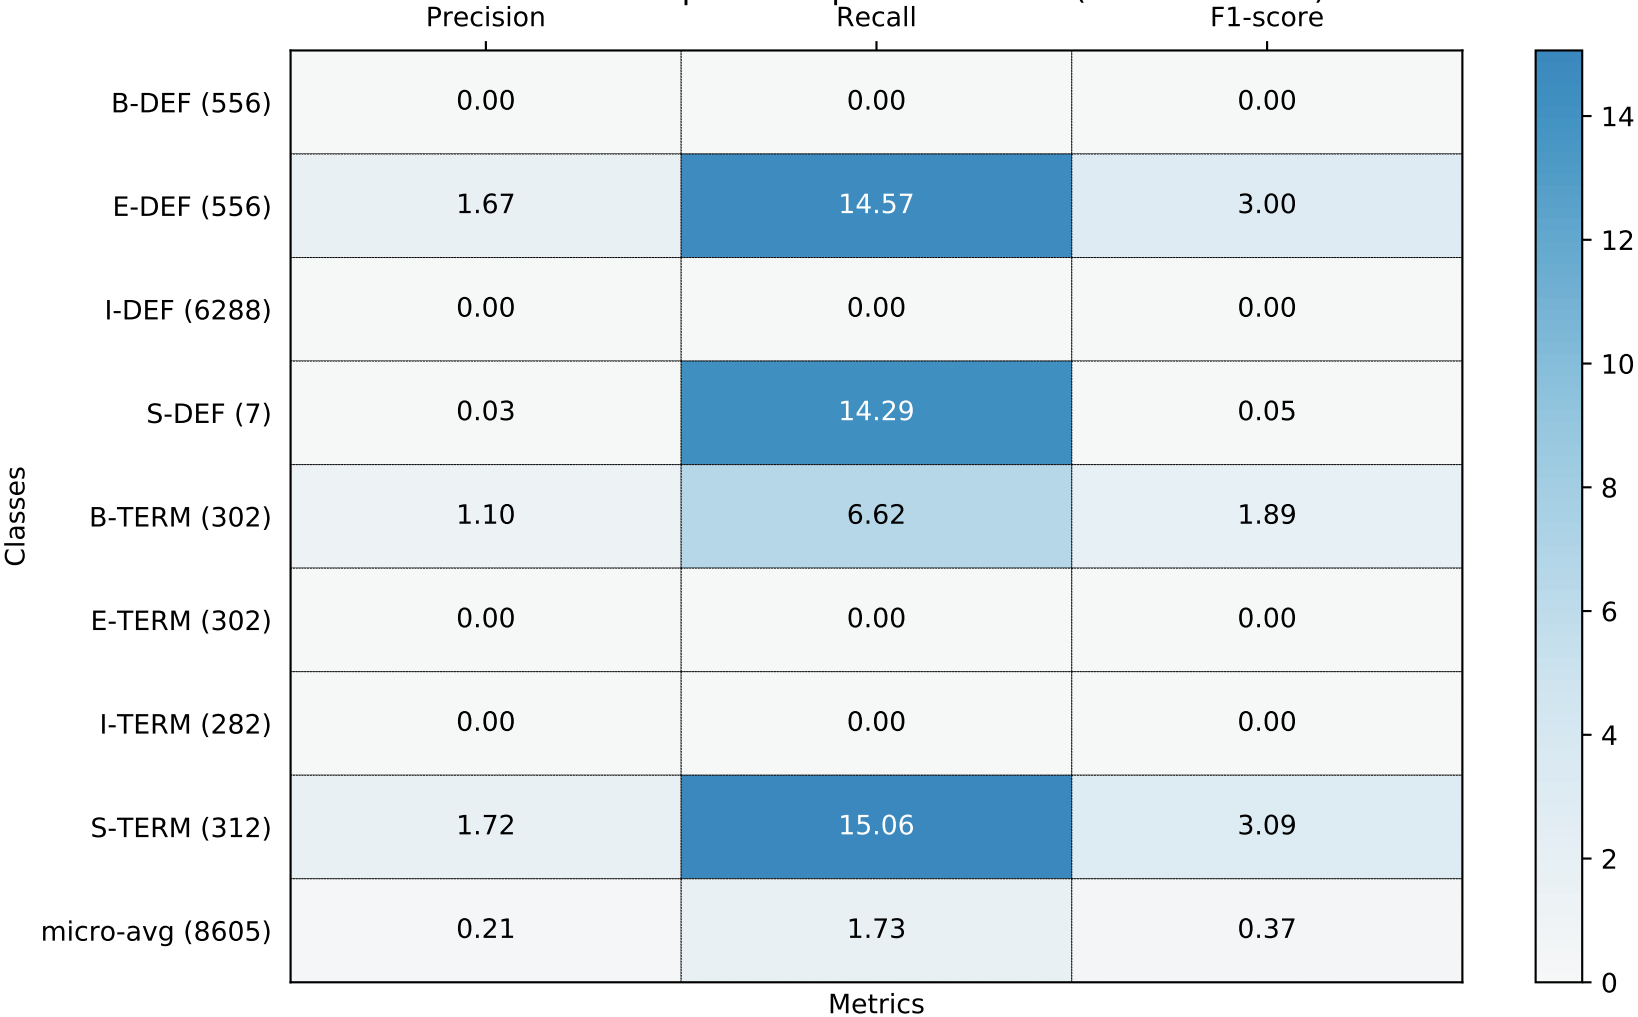 Precision Recall F1-score
B-DEF (556) 0.00 0.00 0.00
14
E-DEF (556) 1.67 14.57 3.00
12
I-DEF (6288) 0.00 0.00 0.00
10
S-DEF (7) 0.03 14.29 0.05
8
Classes
B-TERM (302) 1.10 6.62 1.89
6
E-TERM (302) 0.00 0.00 0.00
4
I-TERM (282) 0.00 0.00 0.00
S-TERM (312) 1.72 15.06 3.09
2
micro-avg (8605) 0.21 1.73 0.37
0
Metrics